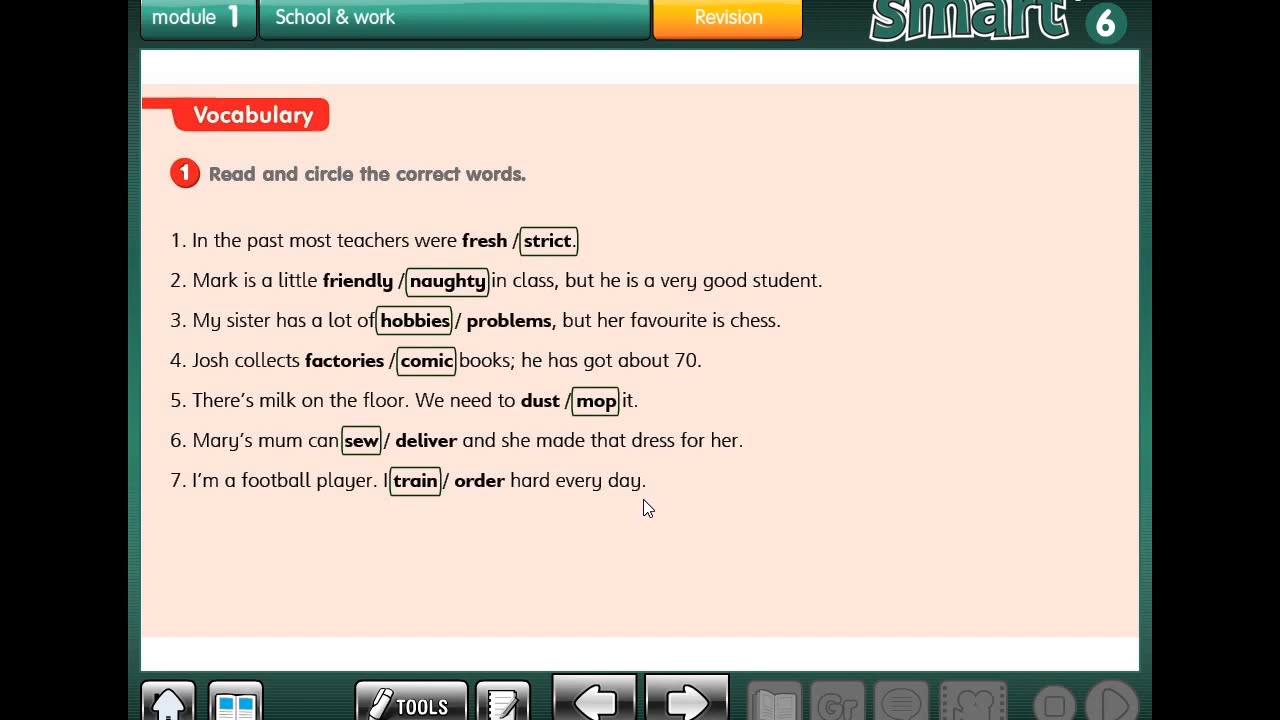 module 1 School & work Revision smart 6
Vocabulary
1 Read and circle the correct words.
1. In the past most teachers were fresh / strict.
2. Mark is a little friendly / naughty in class, but he is a very good student.
3. My sister has a lot of hobbies / problems, but her favourite is chess.
4. Josh collects factories / comic books; he has got about 70.
5. There's milk on the floor. We need to dust / mop it.
6. Mary's mum can sew / deliver and she made that dress for her.
7. I'm a football player. I train / order hard every day.
TOOLS Gr